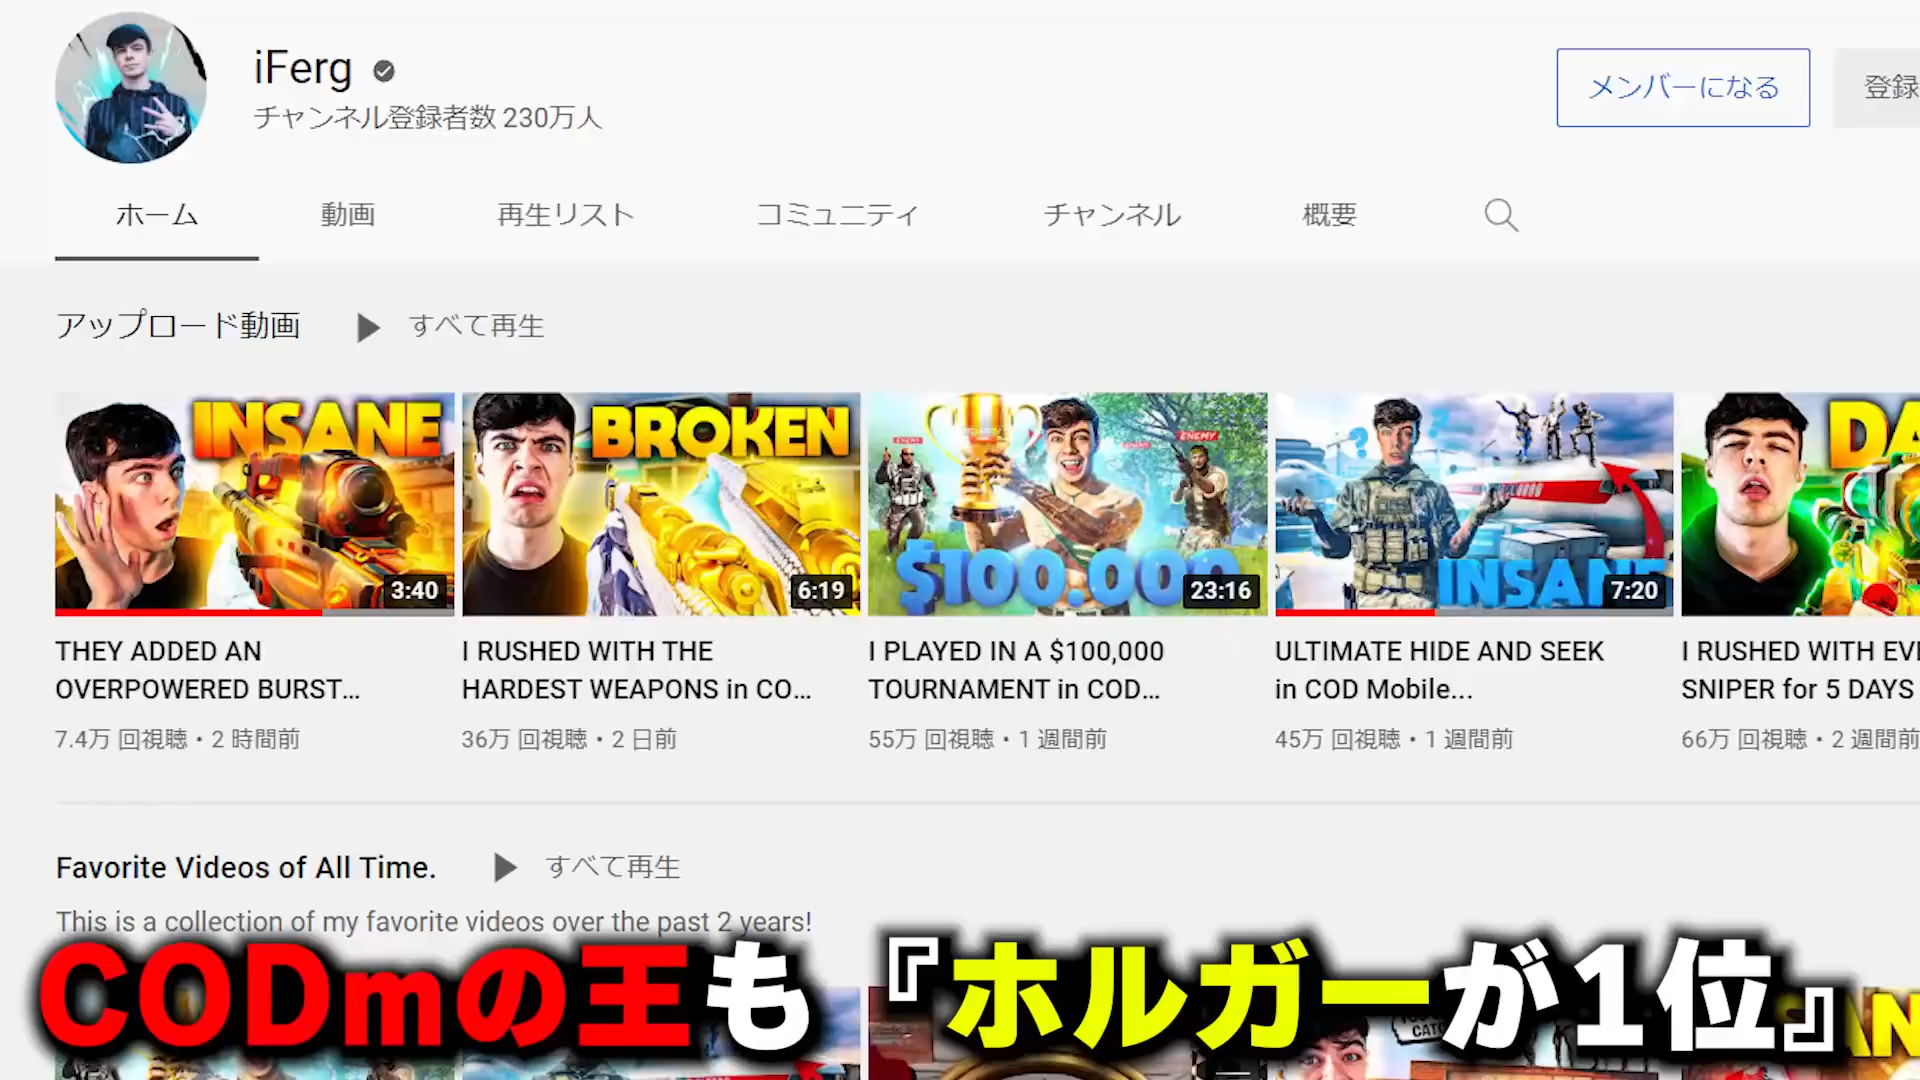 iFerg
チャンネル登録者数 230万人
メンバーになる
登録
ホーム 動画 再生リスト コミュニティ チャンネル 概要
アップロード動画 すべて再生
INSANE
3:40
BROKEN
6:19
ENEMY
ENEMY
ENEMY
$100.000
23:16
INSANE
7:20
DA
THEY ADDED AN
OVERPOWERED BURST...
7.4万 回視聴・2 時間前
I RUSHED WITH THE
HARDEST WEAPONS in CO...
36万 回視聴・2 日前
I PLAYED IN A $100,000
TOURNAMENT in COD...
55万 回視聴・1 週間前
ULTIMATE HIDE AND SEEK
in COD Mobile...
45万 回視聴・1 週間前
I RUSHED WITH EVE
SNIPER for 5 DAYS
66万 回視聴・2 週間前
Favorite Videos of All Time. すべて再生
This is a collection of my favorite videos over the past 2 years!
CODmの王も『ホルガーが1位』